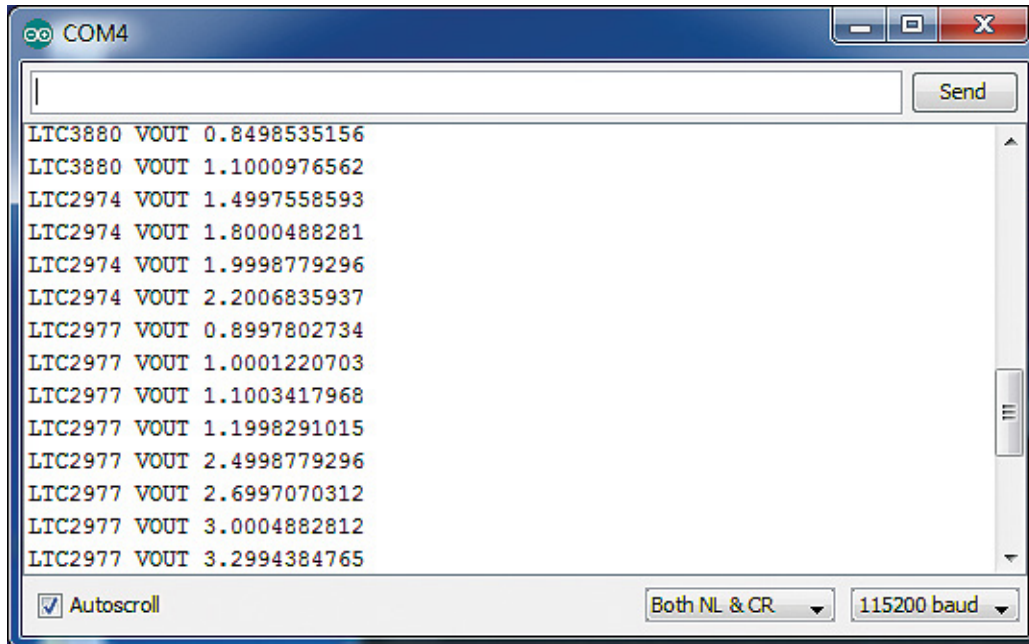 COM4
Send
LTC3880 VOUT 0.8498535156
LTC3880 VOUT 1.1000976562
LTC2974 VOUT 1.4997558593
LTC2974 VOUT 1.8000488281
LTC2974 VOUT 1.9998779296
LTC2974 VOUT 2.2006835937
LTC2977 VOUT 0.8997802734
LTC2977 VOUT 1.0001220703
LTC2977 VOUT 1.1003417968
LTC2977 VOUT 1.1998291015
LTC2977 VOUT 2.4998779296
LTC2977 VOUT 2.6997070312
LTC2977 VOUT 3.0004882812
LTC2977 VOUT 3.2994384765
Autoscroll Both NL & CR 115200 baud